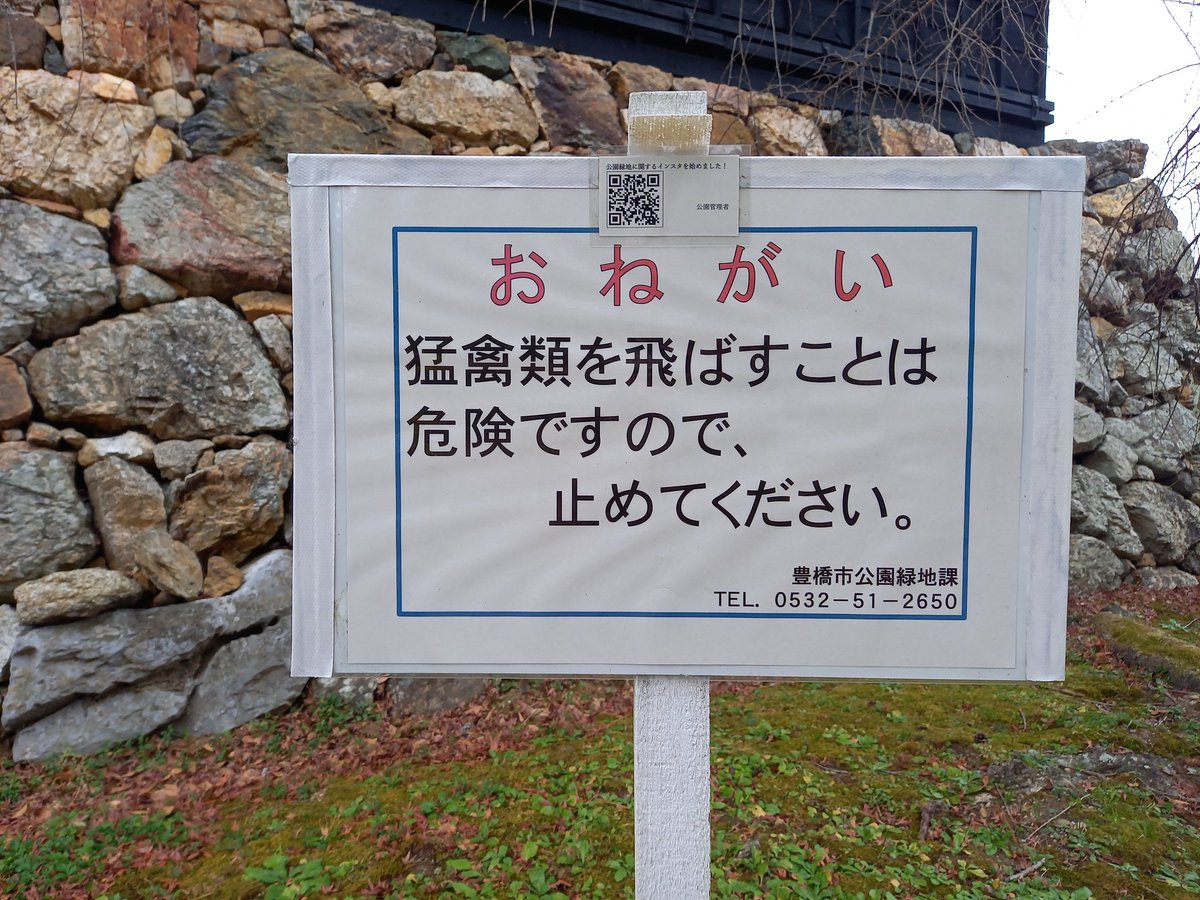 公園緑地に関するインスタを始めました！
公園管理者
おねがい
猛禽類を飛ばすことは
危険ですので、
止めてください。
豊橋市公園緑地課
TEL. 0532－51－2650